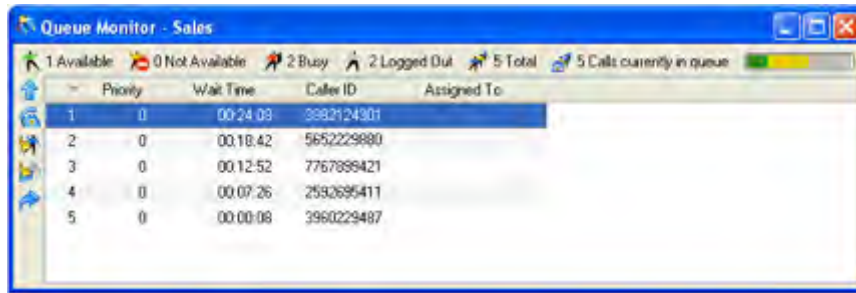 Queue Monitor - Sales
1 Available 0 Not Available 2 Busy 2 Logged Out 5 Total 5 Calls currently in queue
Priority Wait Time Caller ID Assigned To
1 0 00:24:08 3982124301
2 0 00:18:42 5652229880
3 0 00:12:52 7767899421
4 0 00:07:26 2592695411
5 0 00:00:08 3960229487